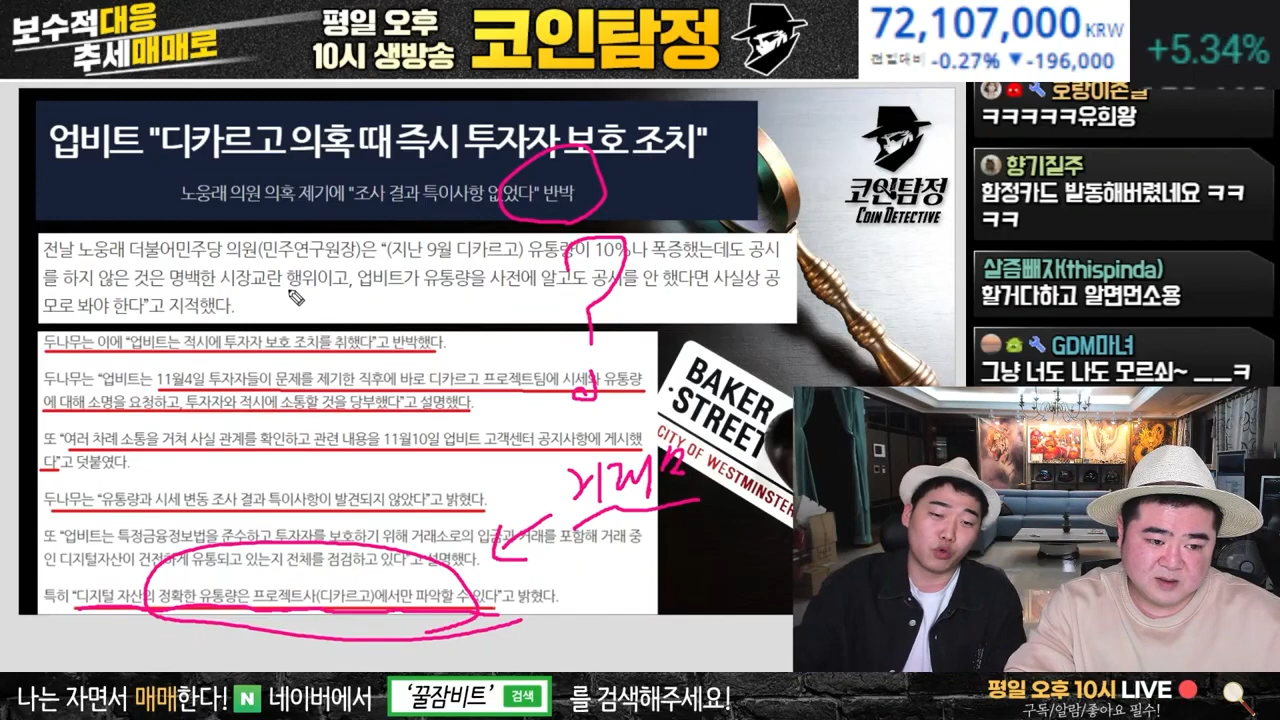 보수적대응
추세매매로
평일 오후
10시 생방송
코인탐정
72,107,000 KRW
전일대비 -0.27% ▼ -196,000
+5.34%
업비트 "디카르고 의혹 때 즉시 투자자 보호 조치"
노웅래 의원 의혹 제기에 "조사 결과 특이사항 없었다" 반박
코인탐정
COIN DETECTIVE
전날 노웅래 더불어민주당 의원(민주연구원장)은 “(지난 9월 디카르고) 유통량이 10%나 폭증했는데도 공시
를 하지 않은 것은 명백한 시장교란 행위이고, 업비트가 유통량을 사전에 알고도 공시를 안 했다면 사실상 공
모로 봐야 한다”고 지적했다.
두나무는 이에 “업비트는 적시에 투자자 보호 조치를 취했다”고 반박했다.
두나무는 “업비트는 11월4일 투자자들이 문제를 제기한 직후에 바로 디카르고 프로젝트팀에 시세와 유통량
에 대해 소명을 요청하고, 투자자와 적시에 소통할 것을 당부했다”고 설명했다.
또 “여러 차례 소통을 거쳐 사실 관계를 확인하고 관련 내용을 11월10일 업비트 고객센터 공지사항에 게시했
다”고 덧붙였다.
두나무는 “유통량과 시세 변동 조사 결과 특이사항이 발견되지 않았다”고 밝혔다.
또 “업비트는 특정금융정보법을 준수하고 투자자를 보호하기 위해 거래소로의 입금과 거래를 포함해 거래 중
인 디지털자산이 건전하게 유통되고 있는지 전체를 점검하고 있다”고 설명했다.
특히 “디지털 자산의 정확한 유통량은 프로젝트사(디카르고)에서만 파악할 수 있다”고 밝혔다.
BAKER
STREET
CITY OF WESTMINSTER
호랑이손절
ㅋㅋㅋㅋㅋ유희왕
향기질주
함정카드 발동해버렸네요 ㅋㅋ
ㅋㅋ
살좀빼자(thispinda)
할거다하고 알면먼소용
GDM마녀
그냥 너도 나도 모르쇠~ __ㅋ
나는 자면서 매매한다! N 네이버에서 ‘꿀잠비트’ 검색 를 검색해주세요!
평일 오후 10시 LIVE
구독/알람/좋아요 필수!